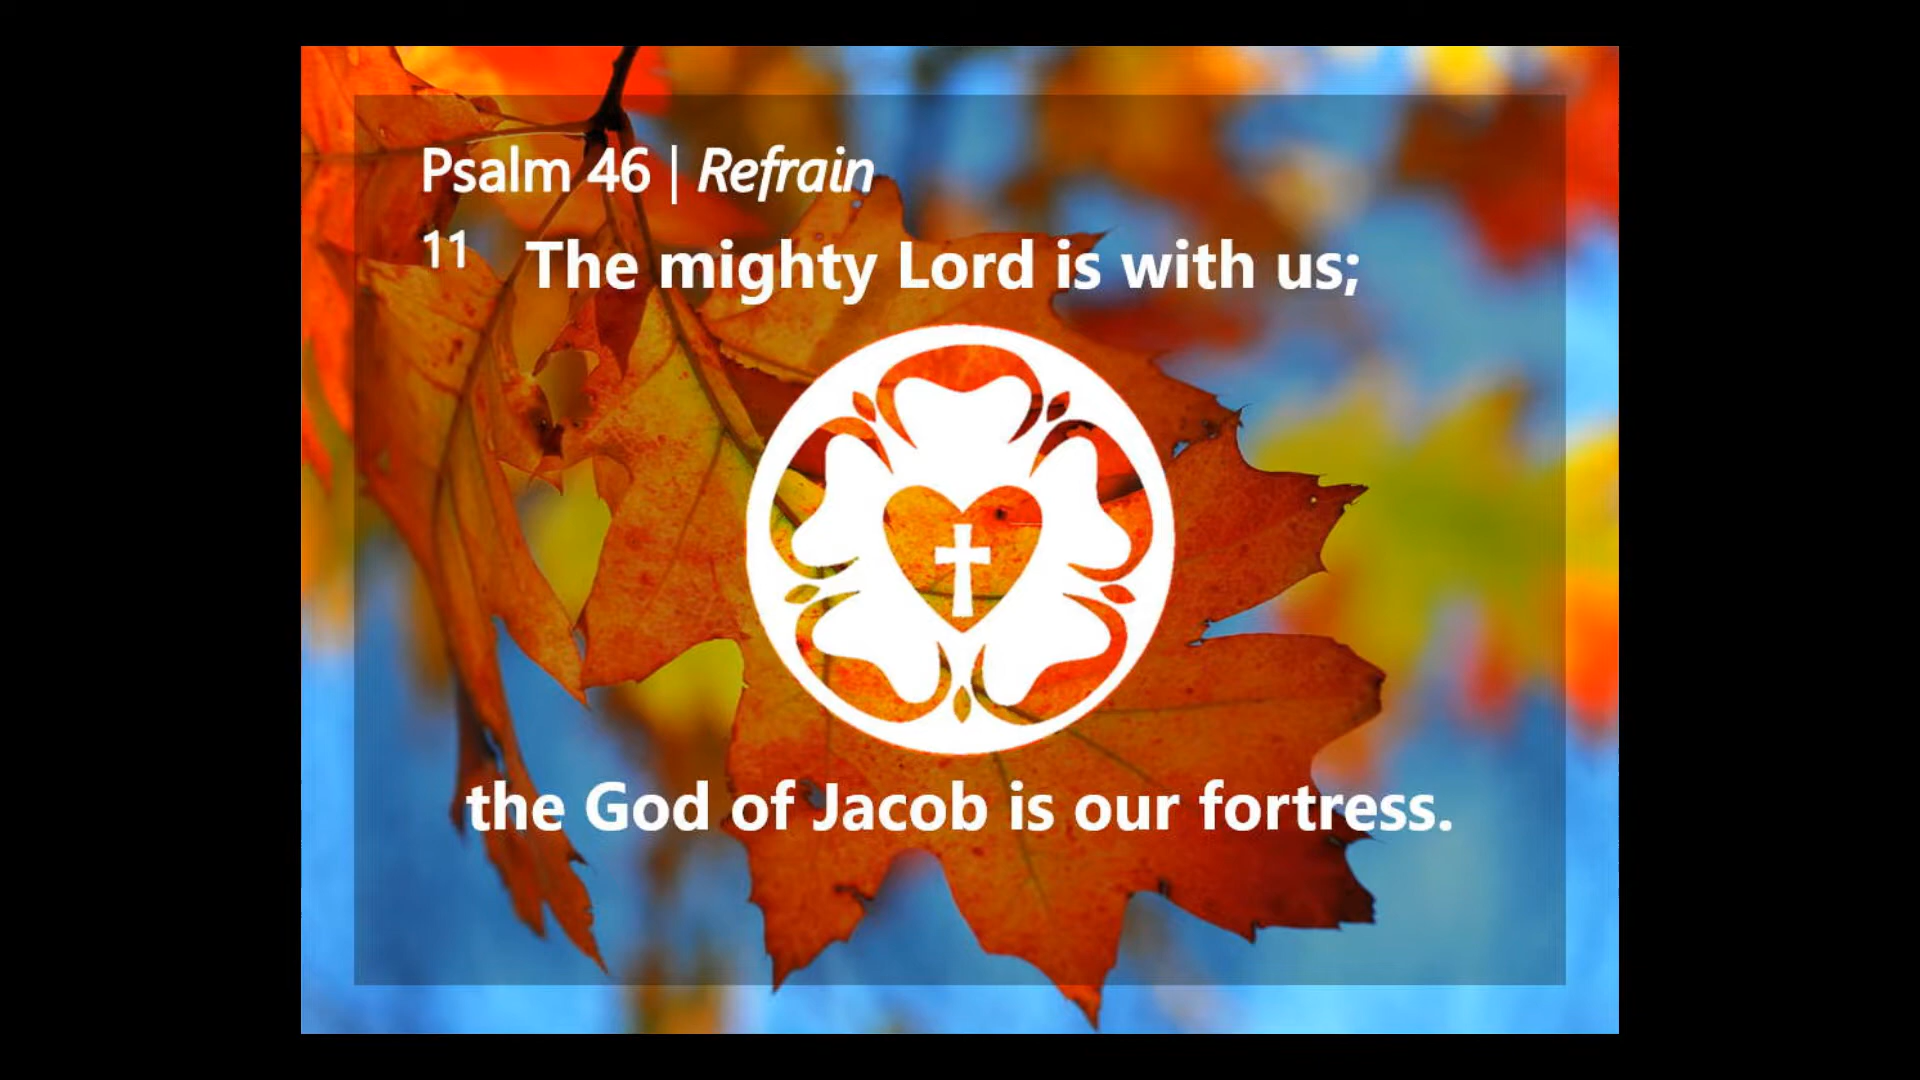 Psalm 46 | Refrain
11 The mighty Lord is with us;
the God of Jacob is our fortress.